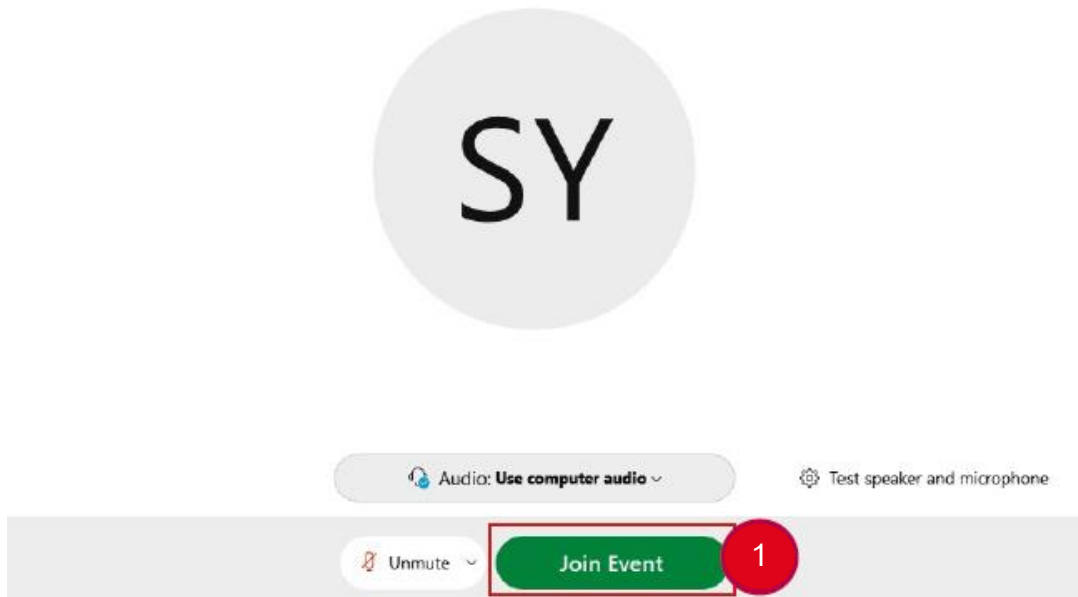 SY
Audio: Use computer audio
Test speaker and microphone
Unmute
Join Event
1